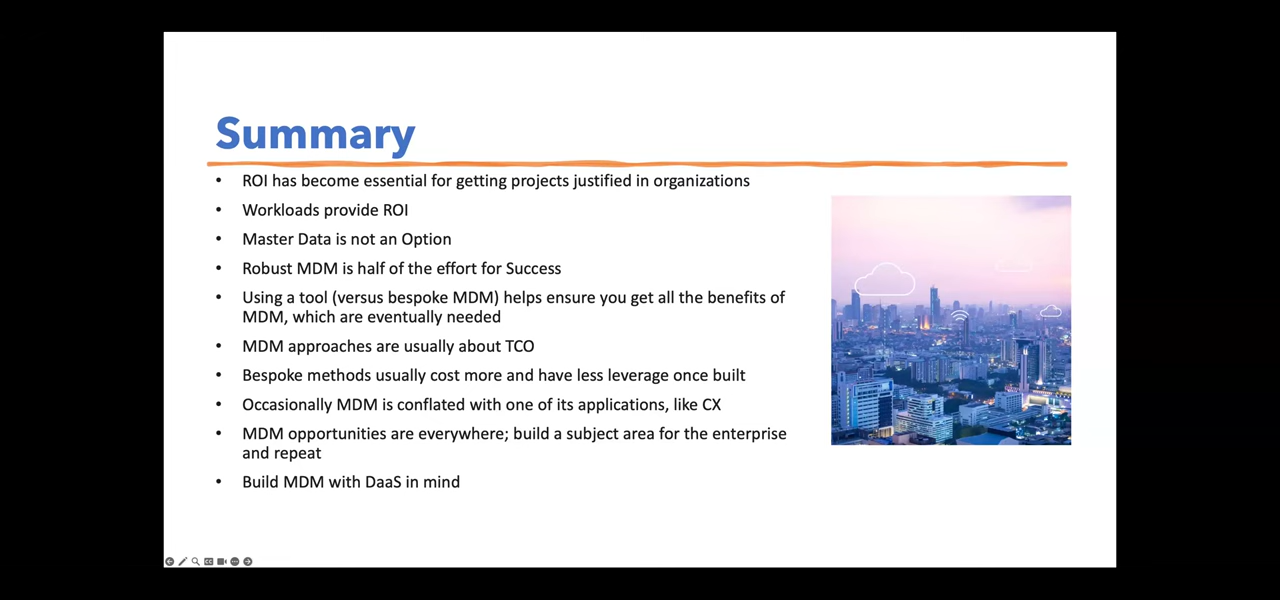 Summary
• ROI has become essential for getting projects justified in organizations
• Workloads provide ROI
• Master Data is not an Option
• Robust MDM is half of the effort for Success
• Using a tool (versus bespoke MDM) helps ensure you get all the benefits of
MDM, which are eventually needed
• MDM approaches are usually about TCO
• Bespoke methods usually cost more and have less leverage once built
• Occasionally MDM is conflated with one of its applications, like CX
• MDM opportunities are everywhere; build a subject area for the enterprise
and repeat
• Build MDM with DaaS in mind